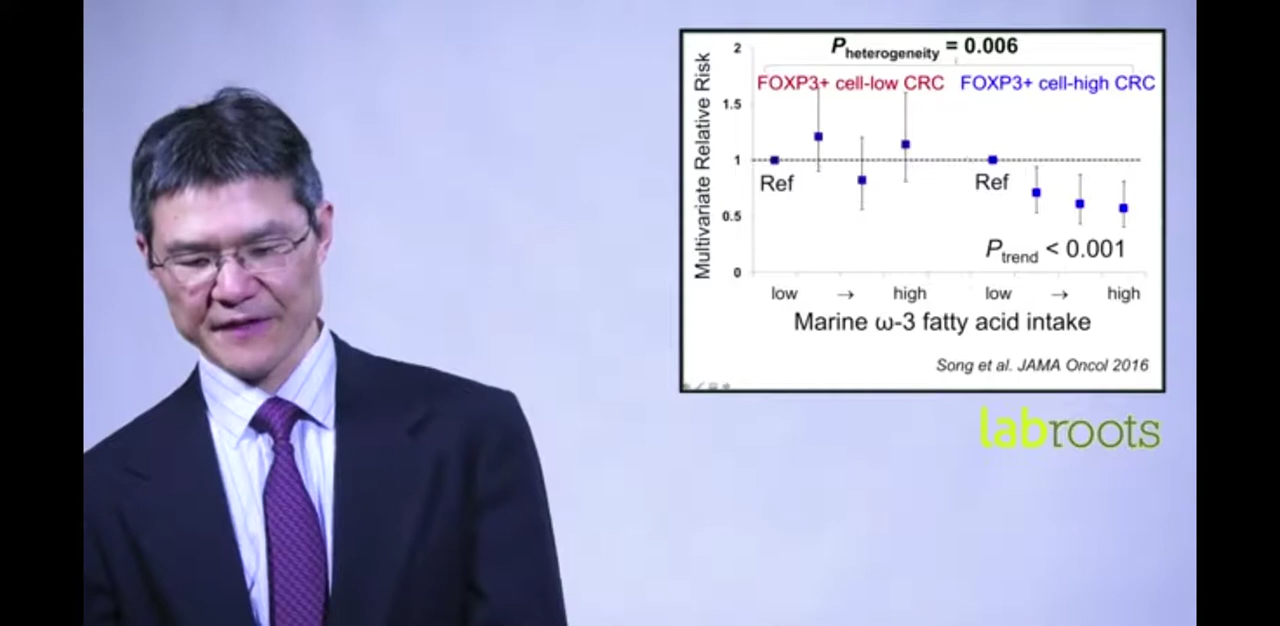 P heterogeneity = 0.006
FOXP3+ cell-low CRC FOXP3+ cell-high CRC
Multivariate Relative Risk
2
1.5
1
0.5
0
Ref
Ref
P trend < 0.001
low → high low → high
Marine ω-3 fatty acid intake
Song et al. JAMA Oncol 2016
labroots